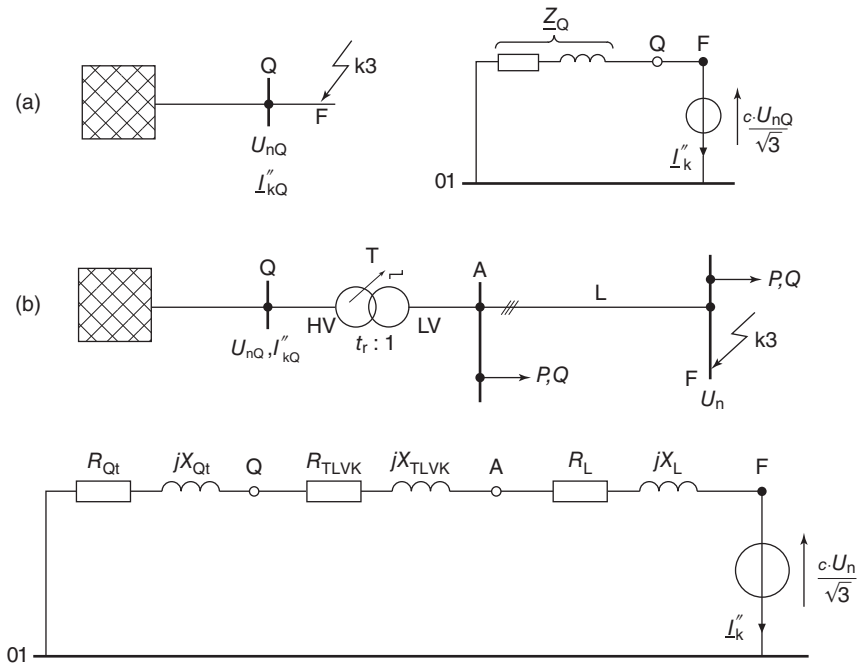 (a)
Q
k3
F
U_nQ
I''_kQ
Z_Q
Q
F
c·U_nQ
√3
I''_k
01
(b)
Q
T
A
L
P,Q
HV
LV
U_nQ, I''_kQ
t_r : 1
k3
P,Q
F
U_n
R_Qt
jX_Qt
Q
R_TLVK
jX_TLVK
A
R_L
jX_L
F
c·U_n
√3
I''_k
01